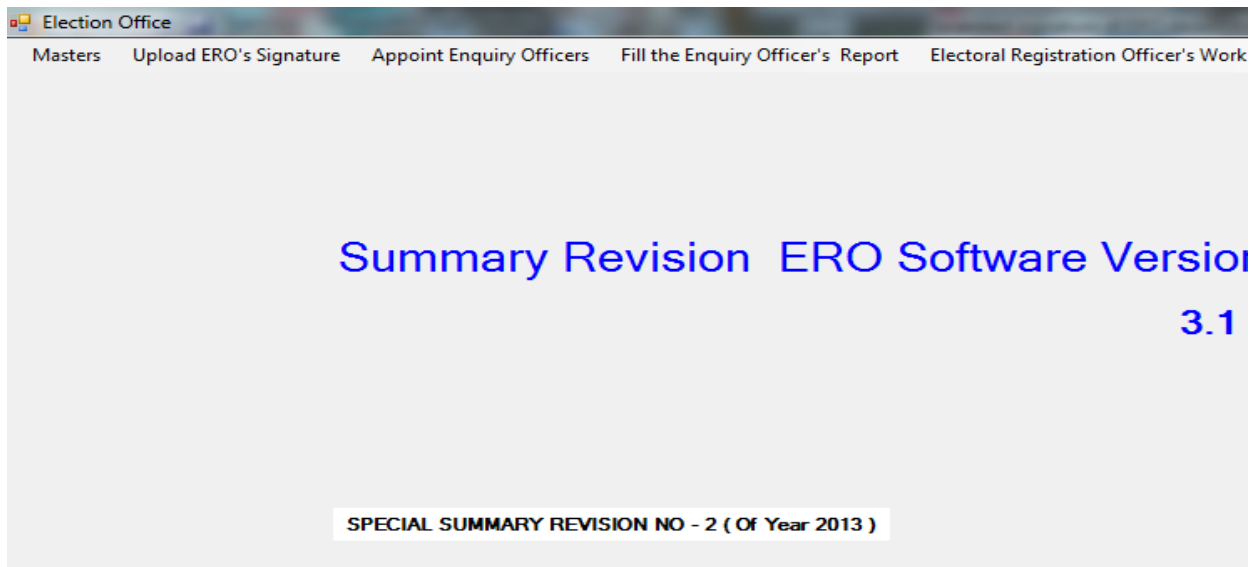 Election Office
Masters Upload ERO's Signature Appoint Enquiry Officers Fill the Enquiry Officer's Report Electoral Registration Officer's Work
Summary Revision ERO Software Version
3.1
SPECIAL SUMMARY REVISION NO - 2 ( Of Year 2013 )